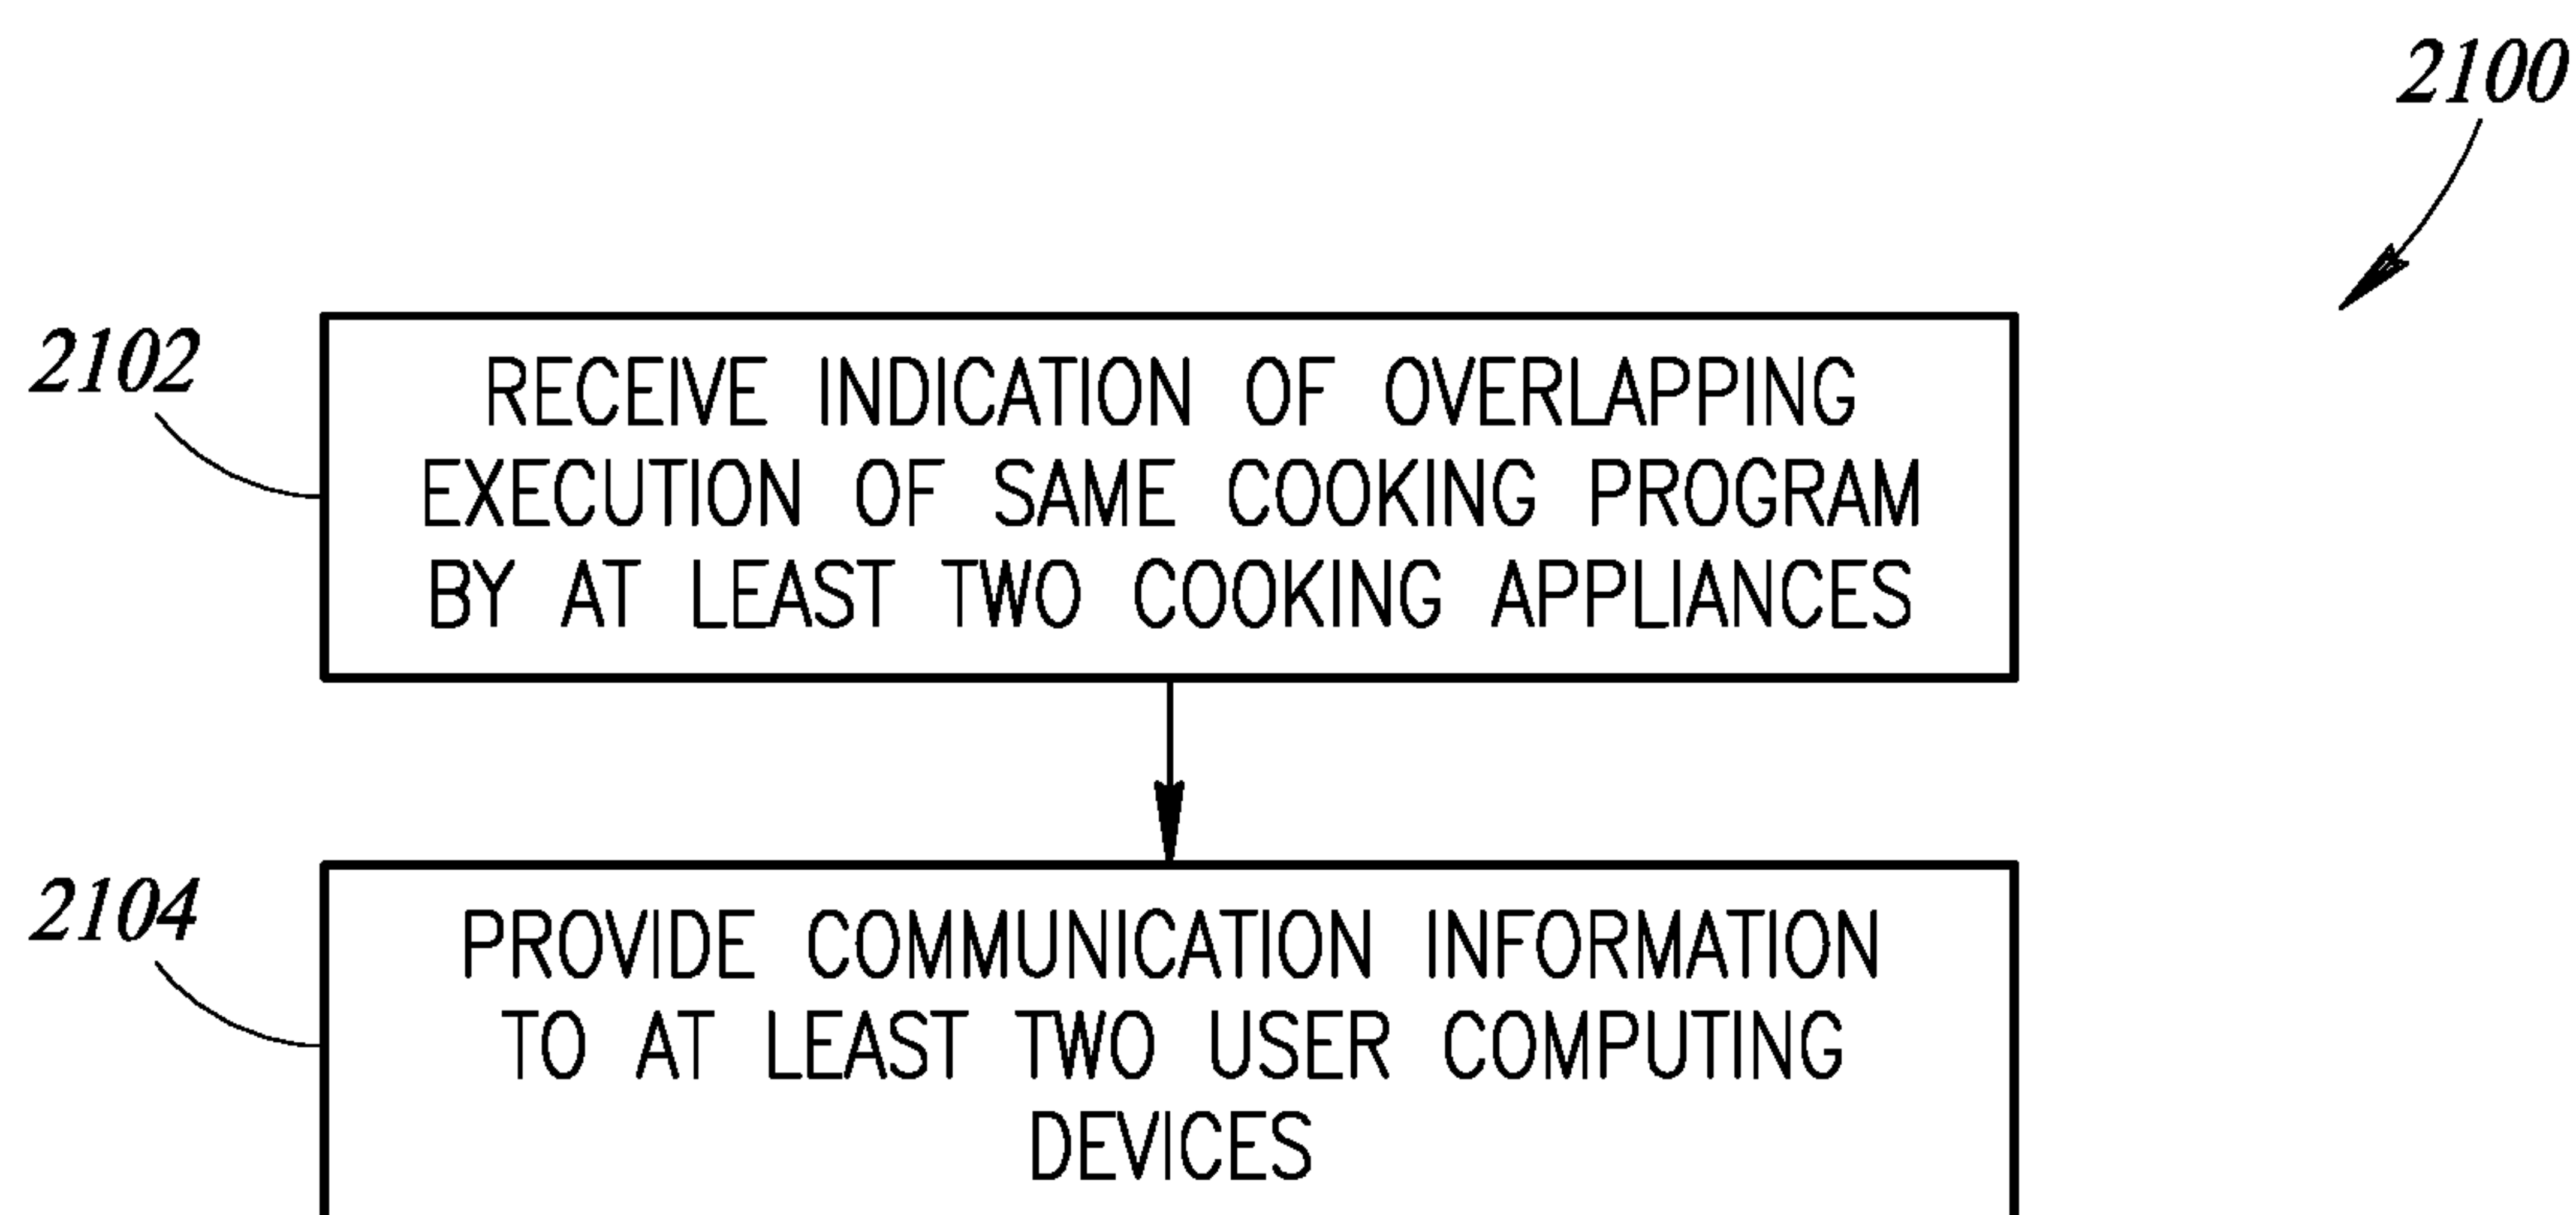 2100
2102
RECEIVE INDICATION OF OVERLAPPING
EXECUTION OF SAME COOKING PROGRAM
BY AT LEAST TWO COOKING APPLIANCES
2104
PROVIDE COMMUNICATION INFORMATION
TO AT LEAST TWO USER COMPUTING
DEVICES